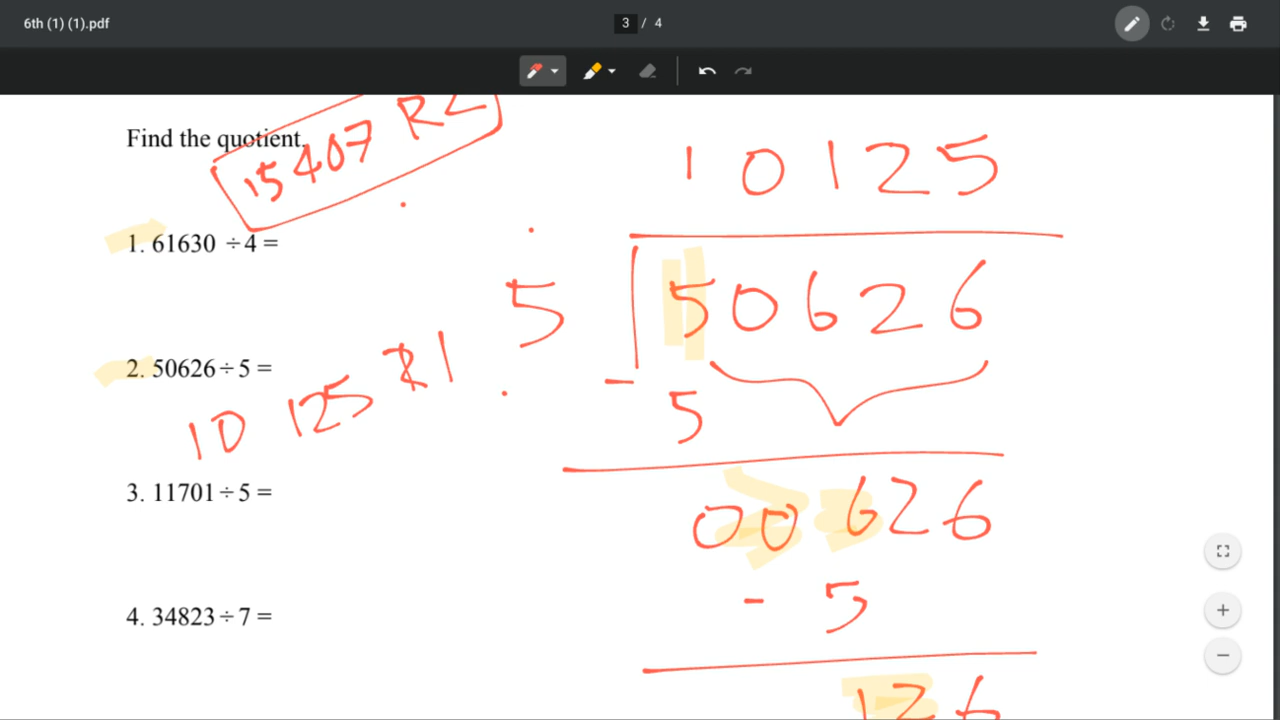 6th (1) (1).pdf
3 / 4
Find the quotient.
15407 R2
1. 61630 ÷ 4 =
2. 50626 ÷ 5 =
10 125 R1
3. 11701 ÷ 5 =
4. 34823 ÷ 7 =
10125
5 50626
- 5
00626
- 5
126